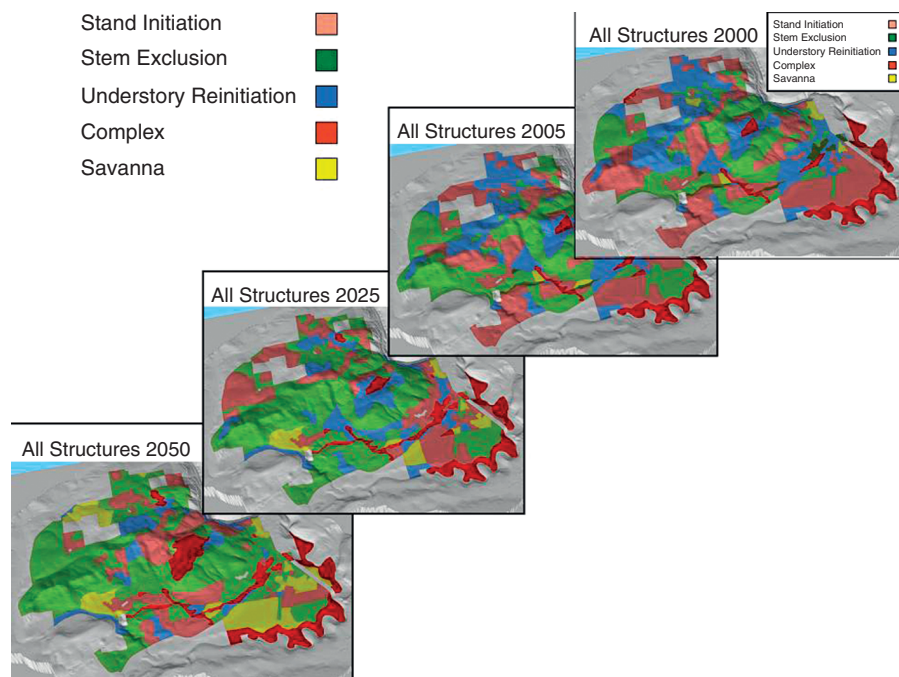 Stand Initiation
Stem Exclusion
Understory Reinitiation
Complex
Savanna
All Structures 2000
Stand Initiation
Stem Exclusion
Understory Reinitiation
Complex
Savanna
All Structures 2005
All Structures 2025
All Structures 2050